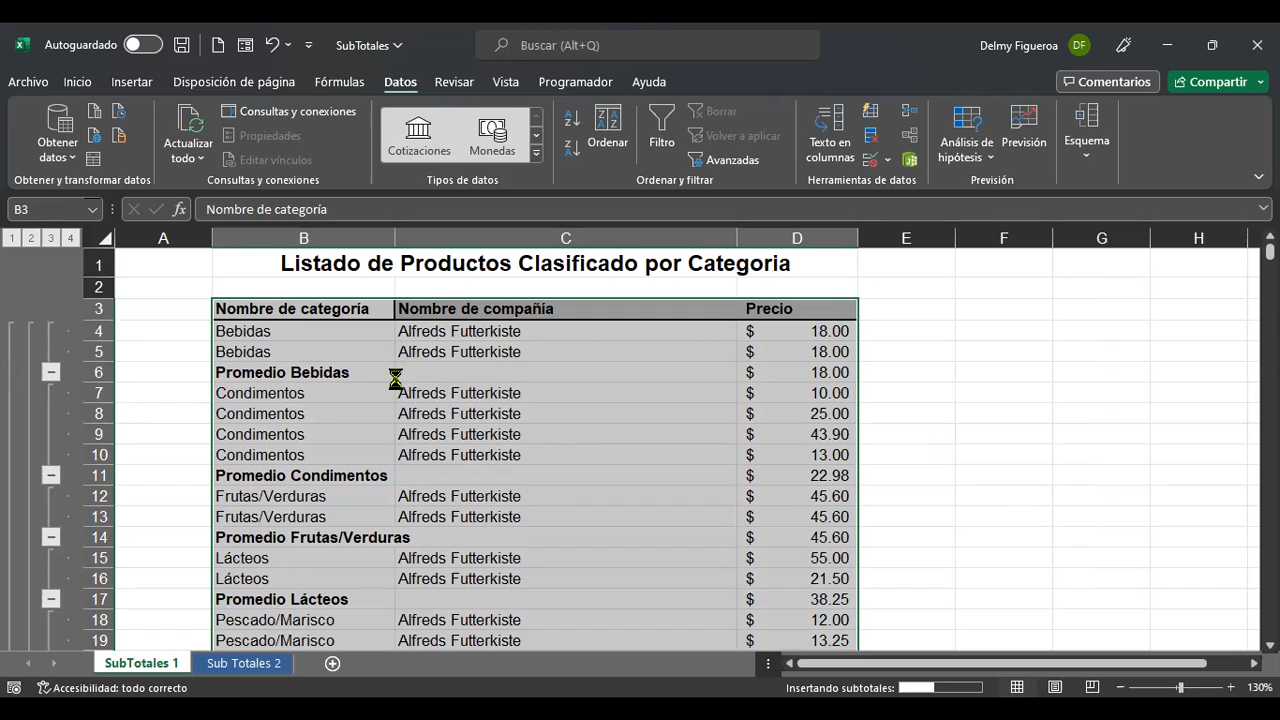 Autoguardado SubTotales Buscar (Alt+Q) Delmy Figueroa DF
Archivo Inicio Insertar Disposición de página Fórmulas Datos Revisar Vista Programador Ayuda Comentarios Compartir
Obtener datos
Actualizar todo
Consultas y conexiones
Propiedades
Editar vínculos
Cotizaciones Monedas
Ordenar
Filtro
Borrar
Volver a aplicar
Avanzadas
Texto en columnas
Análisis de hipótesis
Previsión
Esquema
Obtener y transformar datos Consultas y conexiones Tipos de datos Ordenar y filtrar Herramientas de datos Previsión
B3 fx Nombre de categoría
1 2 3 4 A B C D E F G H
1 Listado de Productos Clasificado por Categoria
2
3 Nombre de categoría Nombre de compañía Precio
4 Bebidas Alfreds Futterkiste $ 18.00
5 Bebidas Alfreds Futterkiste $ 18.00
6 Promedio Bebidas $ 18.00
7 Condimentos Alfreds Futterkiste $ 10.00
8 Condimentos Alfreds Futterkiste $ 25.00
9 Condimentos Alfreds Futterkiste $ 43.90
10 Condimentos Alfreds Futterkiste $ 13.00
11 Promedio Condimentos $ 22.98
12 Frutas/Verduras Alfreds Futterkiste $ 45.60
13 Frutas/Verduras Alfreds Futterkiste $ 45.60
14 Promedio Frutas/Verduras $ 45.60
15 Lácteos Alfreds Futterkiste $ 55.00
16 Lácteos Alfreds Futterkiste $ 21.50
17 Promedio Lácteos $ 38.25
18 Pescado/Marisco Alfreds Futterkiste $ 12.00
19 Pescado/Marisco Alfreds Futterkiste $ 13.25
SubTotales 1 Sub Totales 2
Accesibilidad: todo correcto Insertando subtotales: 130%